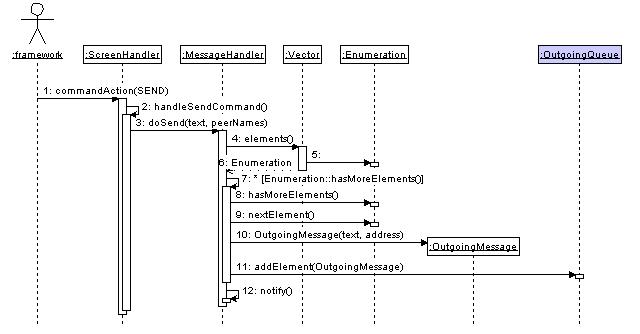 :framework :ScreenHandler :MessageHandler :Vector :Enumeration :OutgoingQueue
1: commandAction(SEND)
2: handleSendCommand()
3: doSend(text, peerNames)
4: elements()
5:
6: Enumeration
7: * [Enumeration::hasMoreElements()]
8: hasMoreElements()
9: nextElement()
10: OutgoingMessage(text, address)
:OutgoingMessage
11: addElement(OutgoingMessage)
12: notify()